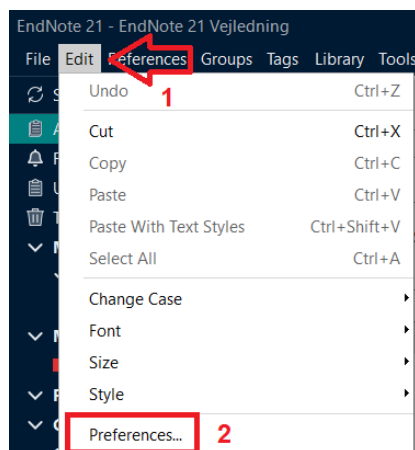 EndNote 21 - EndNote 21 Vejledning
File Edit References Groups Tags Library Tools
Undo Ctrl+Z
1
Cut Ctrl+X
Copy Ctrl+C
Paste Ctrl+V
Paste With Text Styles Ctrl+Shift+V
Select All Ctrl+A
Change Case
Font
Size
Style
Preferences... 2